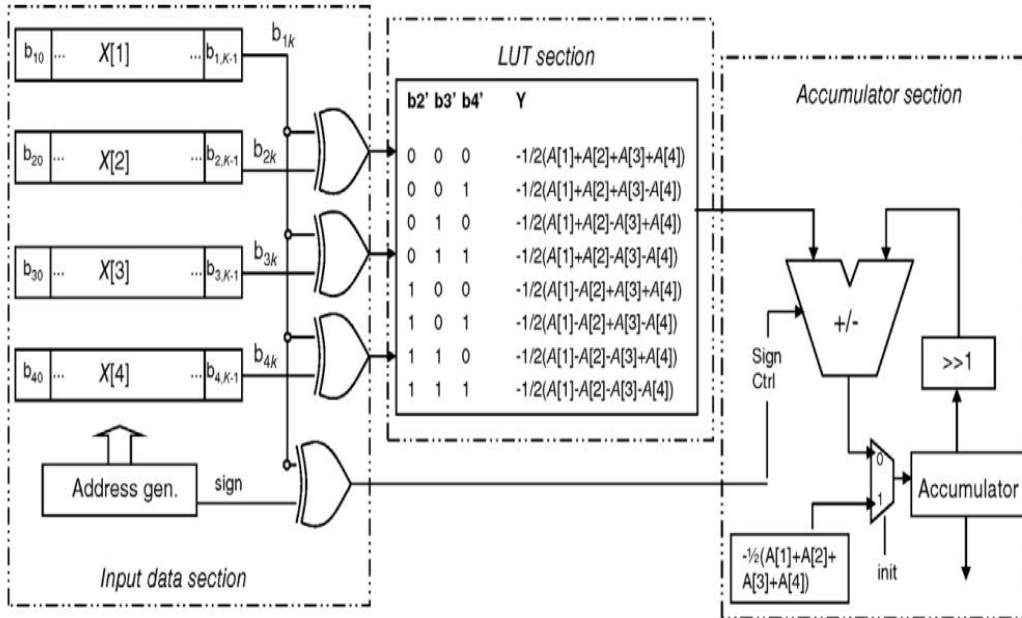 b1k
b10 ... X[1] ... b1,K-1
LUT section
b2' b3' b4' Y
Accumulator section
b20 ... X[2] ... b2,K-1
b2k
0 0 0 -1/2(A[1]+A[2]+A[3]+A[4])
0 0 1 -1/2(A[1]+A[2]+A[3]-A[4])
0 1 0 -1/2(A[1]+A[2]-A[3]+A[4])
0 1 1 -1/2(A[1]+A[2]-A[3]-A[4])
1 0 0 -1/2(A[1]-A[2]+A[3]+A[4])
1 0 1 -1/2(A[1]-A[2]+A[3]-A[4])
1 1 0 -1/2(A[1]-A[2]-A[3]+A[4])
1 1 1 -1/2(A[1]-A[2]-A[3]-A[4])
b30 ... X[3] ... b3,K-1
b3k
b40 ... X[4] ... b4,K-1
b4k
+/-
Sign
Ctrl
>>1
Address gen.
sign
0
1
Accumulator
-½(A[1]+A[2]+
A[3]+A[4])
init
Input data section